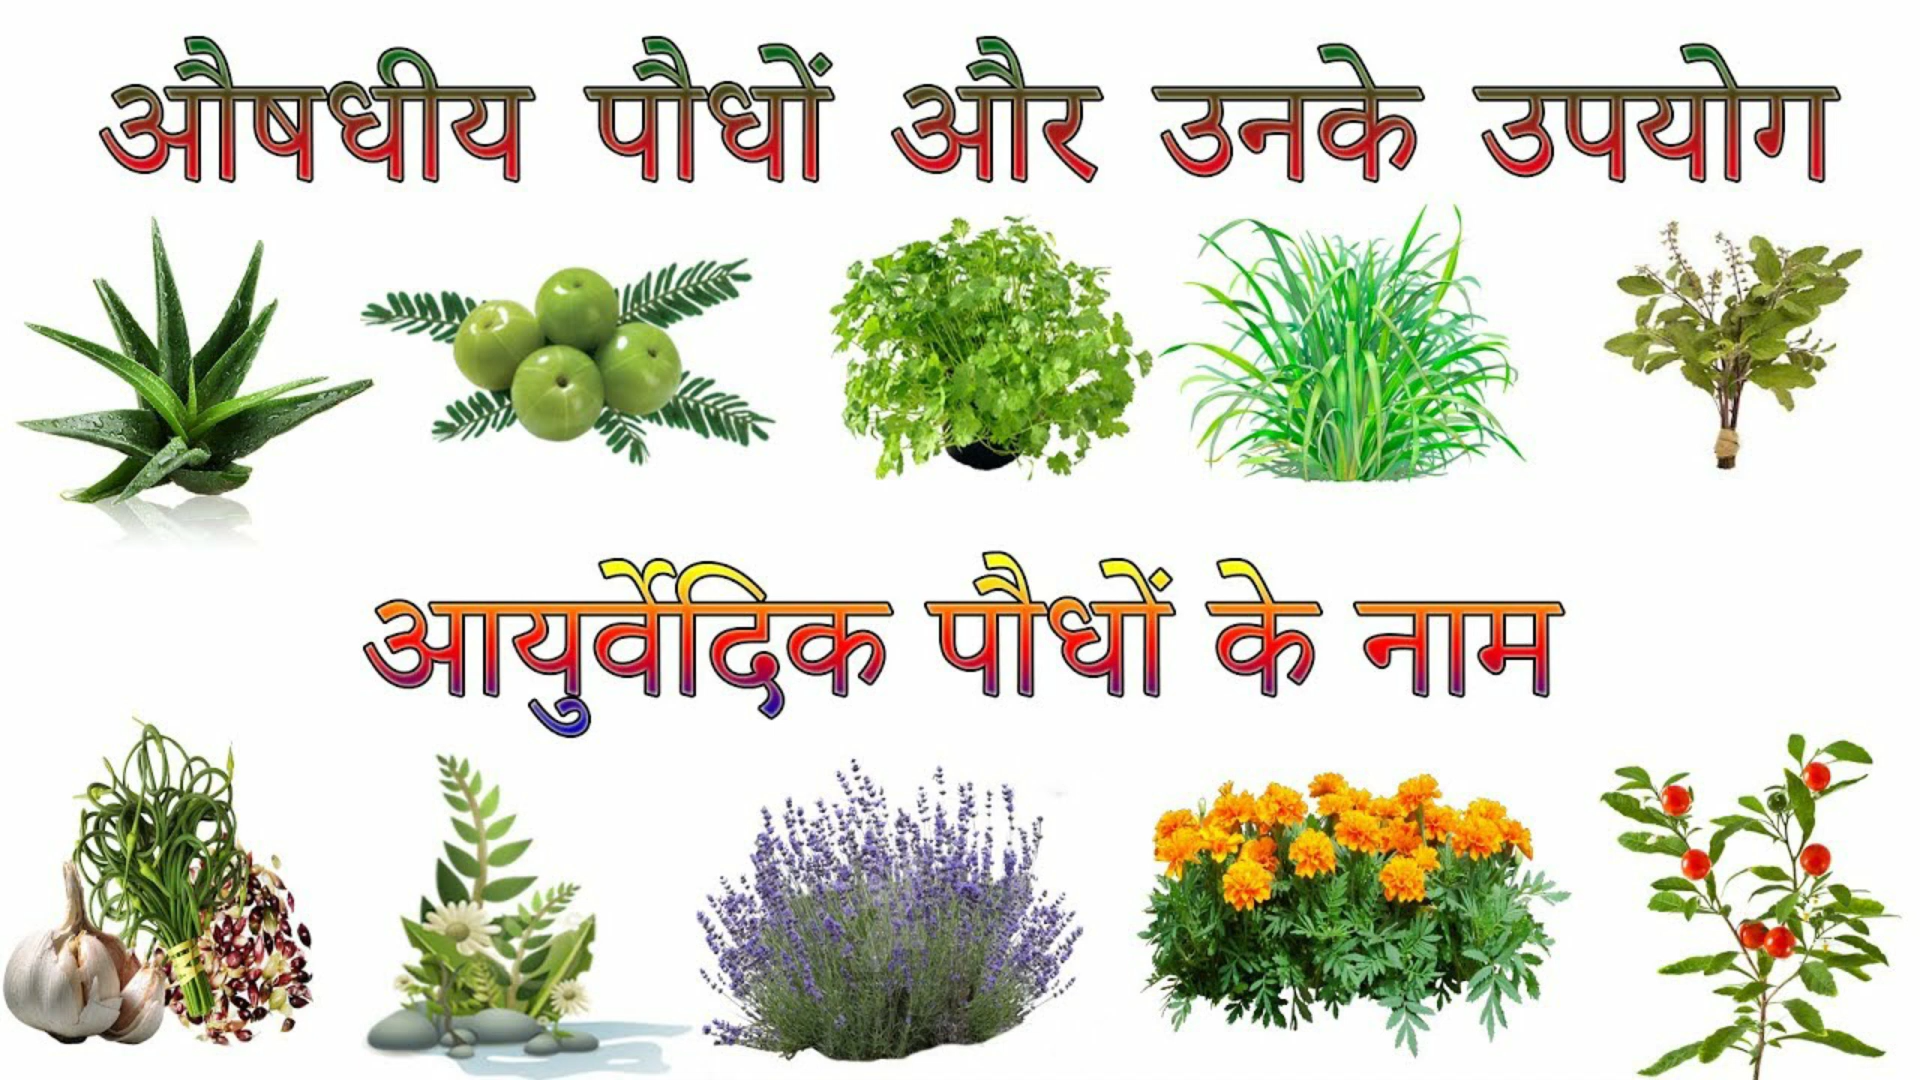 औषधीय पौधों और उनके उपयोग
आयुर्वेदिक पौधों के नाम